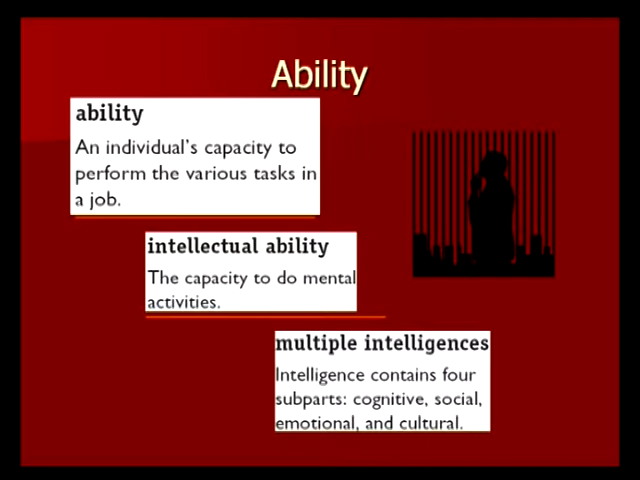 Ability
ability
An individual's capacity to
perform the various tasks in
a job.
intellectual ability
The capacity to do mental
activities.
multiple intelligences
Intelligence contains four
subparts: cognitive, social,
emotional, and cultural.